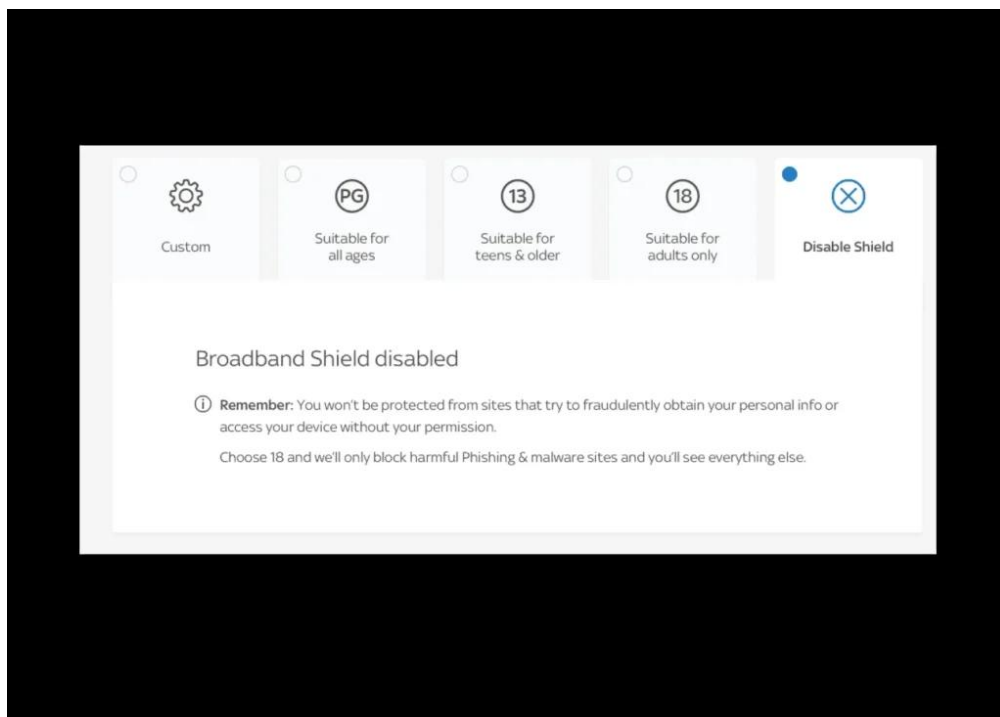 PG
13
18
Custom
Suitable for
all ages
Suitable for
teens & older
Suitable for
adults only
Disable Shield
Broadband Shield disabled
Remember: You won't be protected from sites that try to fraudulently obtain your personal info or
access your device without your permission.
Choose 18 and we'll only block harmful Phishing & malware sites and you'll see everything else.